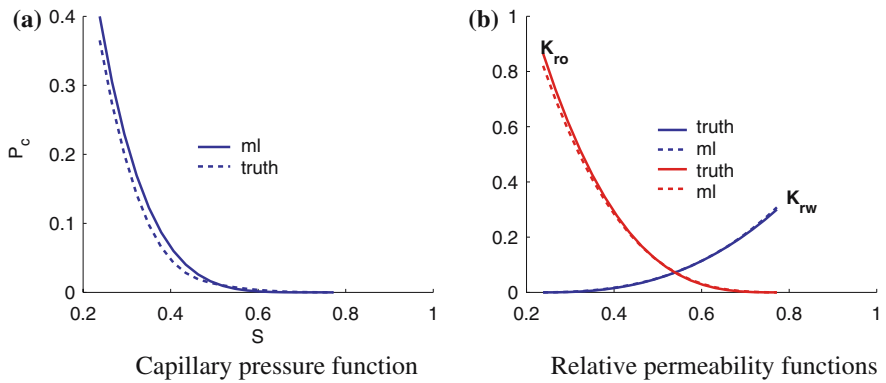 (a)
0.4
0.3
0.2
0.1
0
P_c
ml
truth
0.2
0.4
0.6
0.8
1
S
Capillary pressure function
(b)
1
0.8
0.6
0.4
0.2
0
K_ro
truth
ml
truth
ml
K_rw
0.2
0.4
0.6
0.8
1
Relative permeability functions